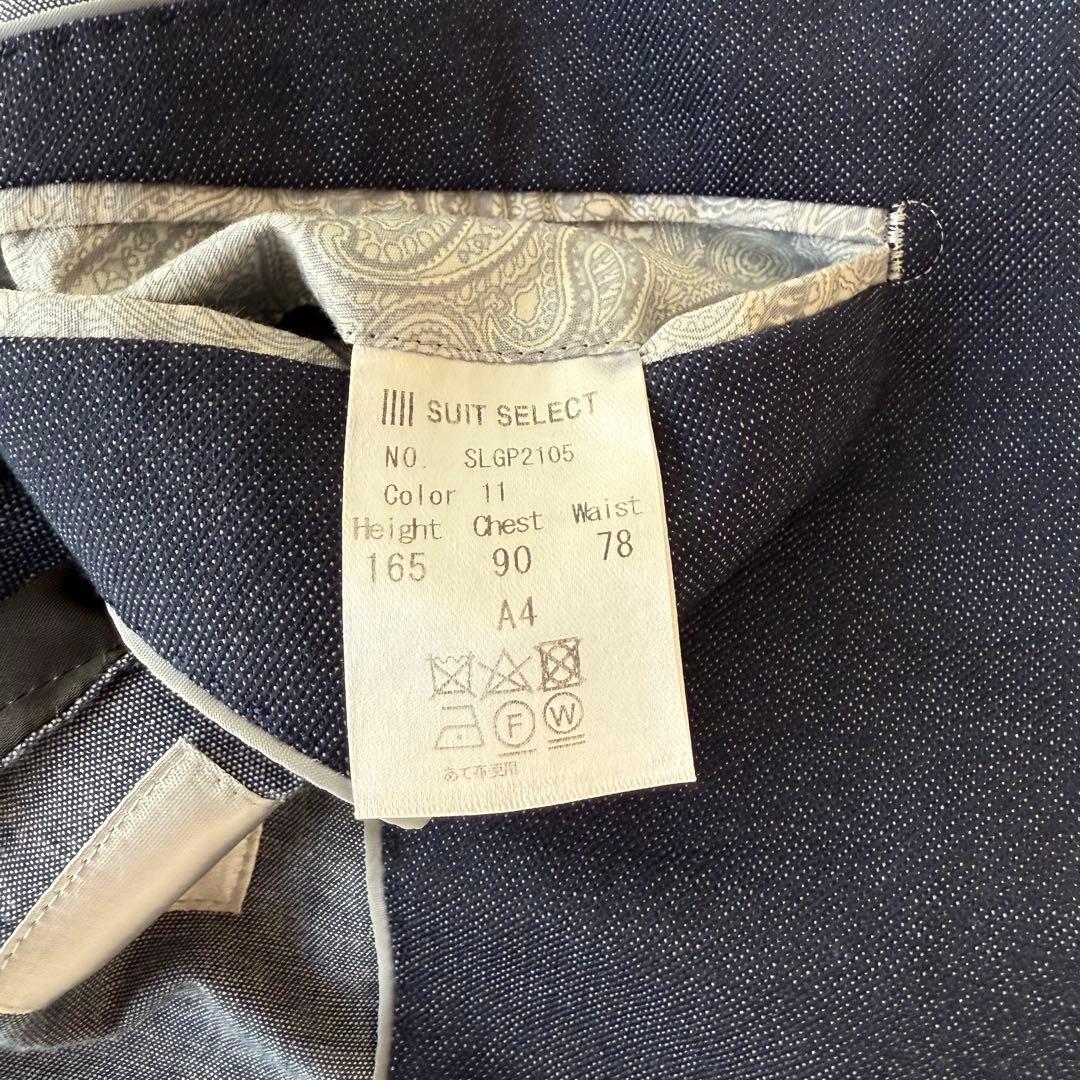 SUIT SELECT
NO. SLGP2105
Color 11
Height Chest Waist
165 90 78
A4
F W
あて布使用